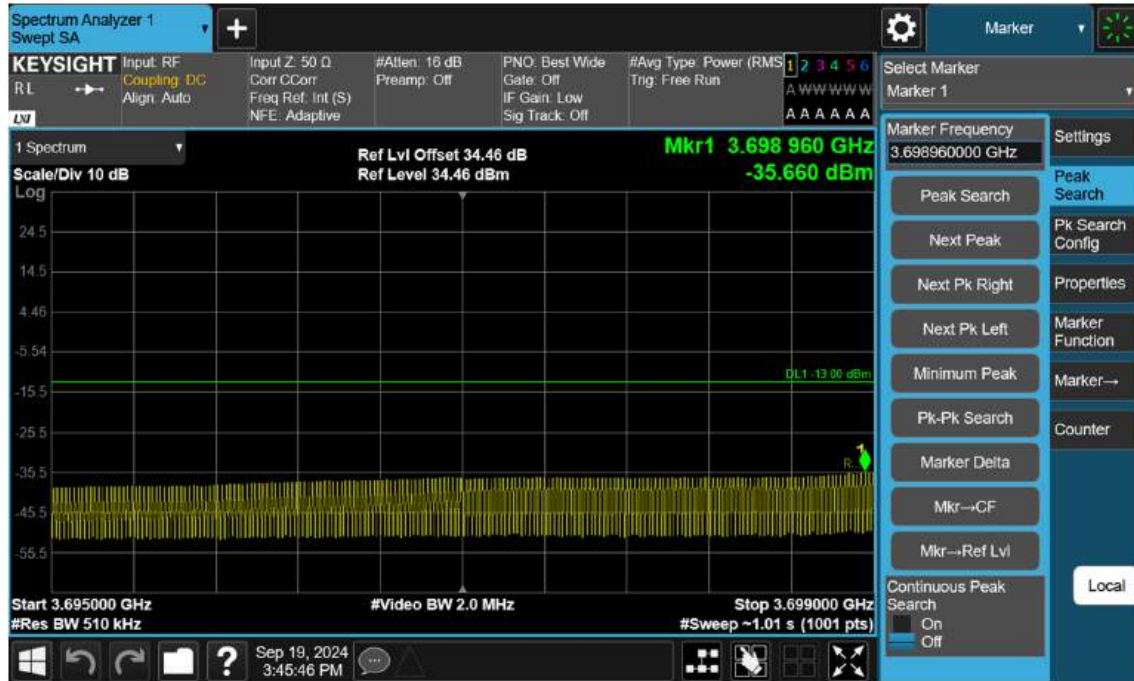 Spectrum Analyzer 1
Swept SA
Marker
KEYSIGHT
RL
LXI
Input: RF
Coupling: DC
Align: Auto
Input Z: 50 Ω
Corr CCorr
Freq Ref: Int (S)
NFE: Adaptive
#Atten: 16 dB
Preamp: Off
PNO: Best Wide
Gate: Off
IF Gain: Low
Sig Track: Off
#Avg Type: Power (RMS
Trig: Free Run
1 2 3 4 5 6
A W W W W W
A A A A A A
Select Marker
Marker 1
1 Spectrum
Scale/Div 10 dB
Log
Ref Lvl Offset 34.46 dB
Ref Level 34.46 dBm
Mkr1 3.698 960 GHz
-35.660 dBm
24.5
14.5
4.46
-5.54
-15.5
-25.5
-35.5
-45.5
-55.5
DL1 -13.00 dBm
1
R...
Start 3.695000 GHz
#Res BW 510 kHz
#Video BW 2.0 MHz
Stop 3.699000 GHz
#Sweep ~1.01 s (1001 pts)
Marker Frequency
3.698960000 GHz
Peak Search
Next Peak
Next Pk Right
Next Pk Left
Minimum Peak
Pk-Pk Search
Marker Delta
Mkr→CF
Mkr→Ref Lvl
Continuous Peak
Search
On
Off
Settings
Peak
Search
Pk Search
Config
Properties
Marker
Function
Marker→
Counter
Local
?
Sep 19, 2024
3:45:46 PM